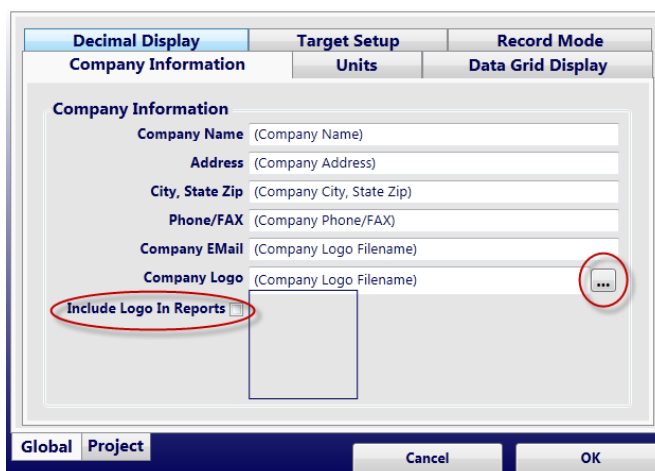 Decimal Display Target Setup Record Mode
Company Information Units Data Grid Display
Company Information
Company Name (Company Name)
Address (Company Address)
City, State Zip (Company City, State Zip)
Phone/FAX (Company Phone/FAX)
Company EMail (Company Logo Filename)
Company Logo (Company Logo Filename) ...
Include Logo In Reports
Global Project
Cancel OK